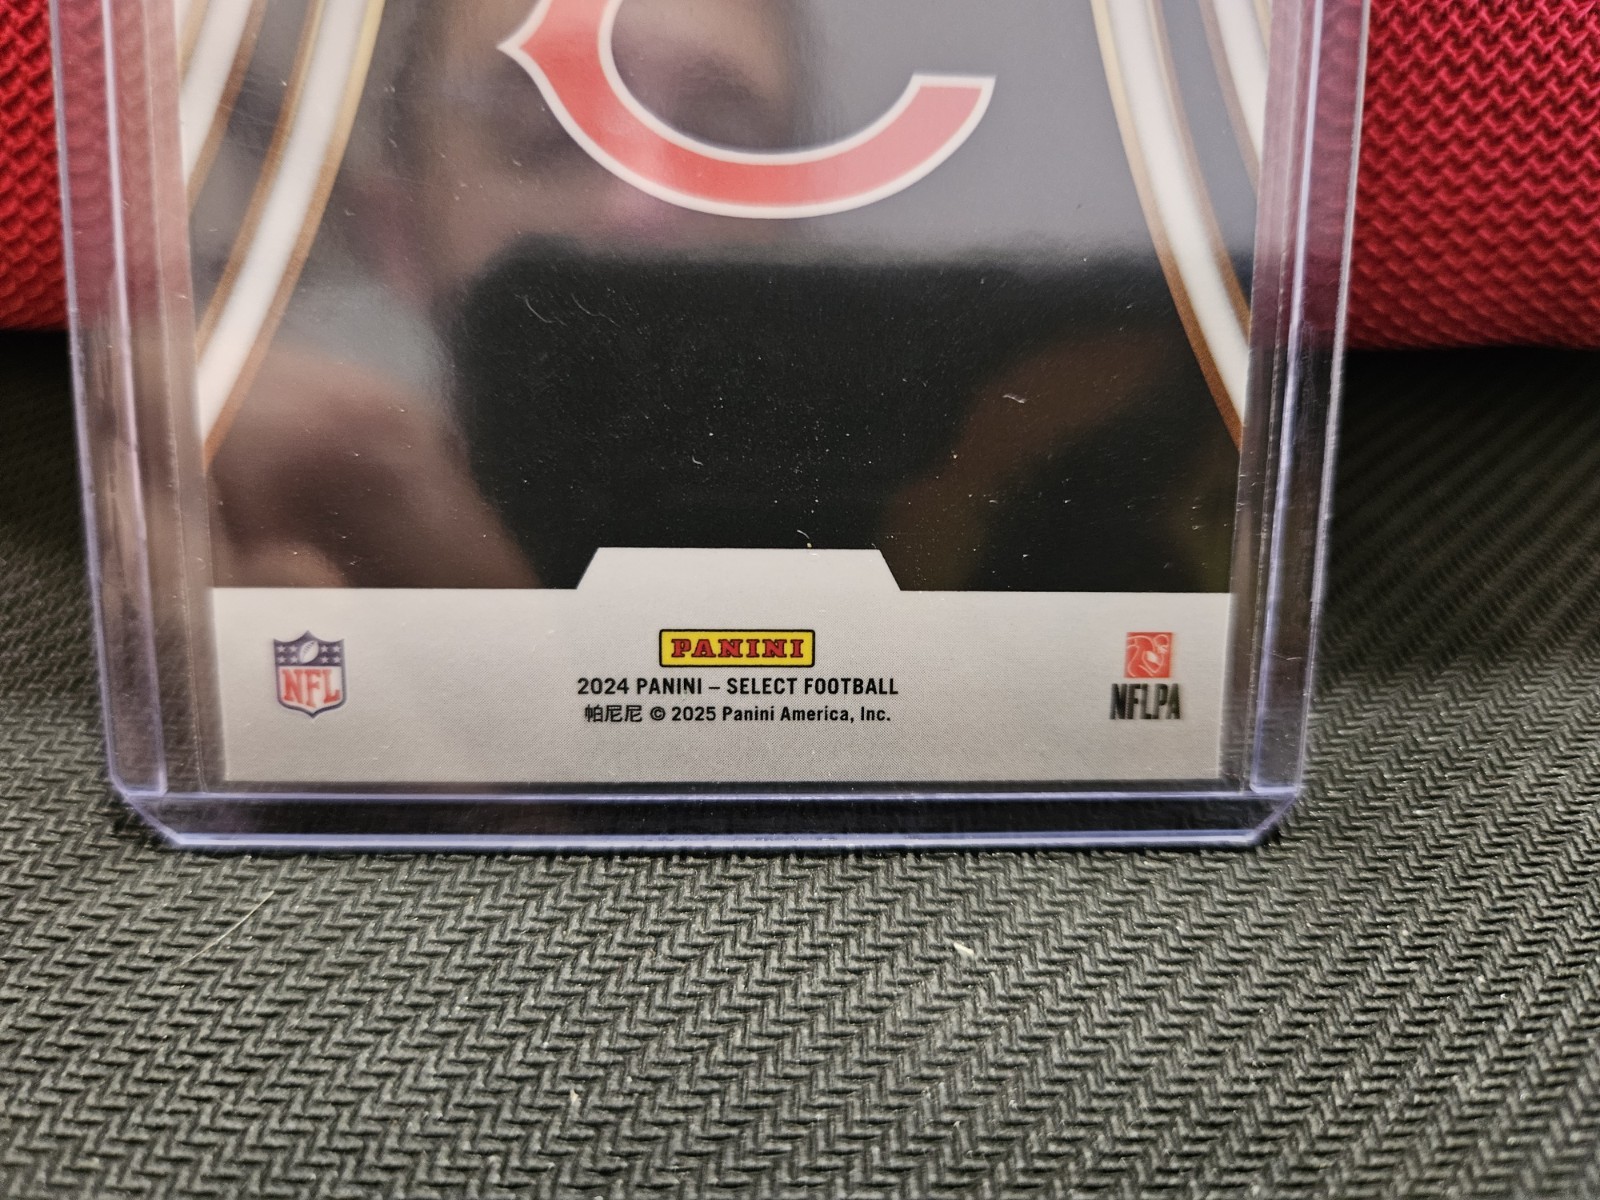 PANINI
2024 PANINI – SELECT FOOTBALL
帕尼尼 © 2025 Panini America, Inc.
NFL
NFLPA